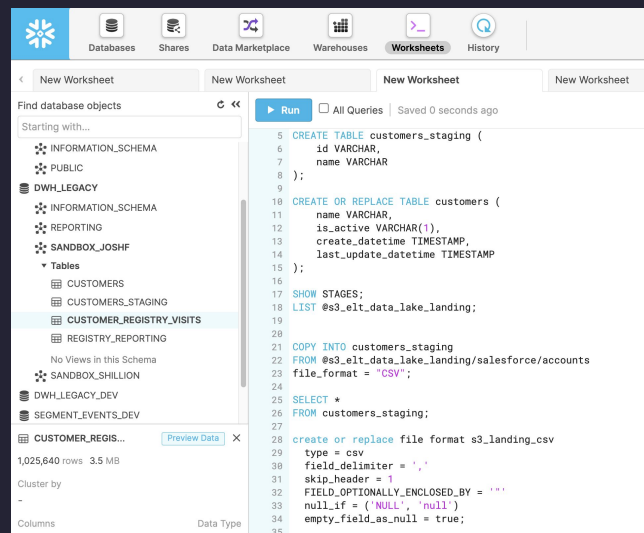 Databases
Shares
Data Marketplace
Warehouses
Worksheets
History
New Worksheet
New Worksheet
New Worksheet
New Worksheet
Find database objects
Starting with...
INFORMATION_SCHEMA
PUBLIC
DWH_LEGACY
INFORMATION_SCHEMA
REPORTING
SANDBOX_JOSHF
Tables
CUSTOMERS
CUSTOMERS_STAGING
CUSTOMER_REGISTRY_VISITS
REGISTRY_REPORTING
No Views in this Schema
SANDBOX_SHILLION
DWH_LEGACY_DEV
SEGMENT_EVENTS_DEV
CUSTOMER_REGIS... Preview Data
1,025,640 rows 3.5 MB
Cluster by
–
Columns Data Type
Run All Queries | Saved 0 seconds ago
5 CREATE TABLE customers_staging (
6     id VARCHAR,
7     name VARCHAR
8 );
9
10 CREATE OR REPLACE TABLE customers (
11     name VARCHAR,
12     is_active VARCHAR(1),
13     create_datetime TIMESTAMP,
14     last_update_datetime TIMESTAMP
15 );
16
17 SHOW STAGES;
18 LIST @s3_elt_data_lake_landing;
19
20
21 COPY INTO customers_staging
22 FROM @s3_elt_data_lake_landing/salesforce/accounts
23 file_format = "CSV";
24
25 SELECT *
26 FROM customers_staging;
27
28 create or replace file format s3_landing_csv
29   type = csv
30   field_delimiter = ','
31   skip_header = 1
32   FIELD_OPTIONALLY_ENCLOSED_BY = '"'
33   null_if = ('NULL', 'null')
34   empty_field_as_null = true;
35